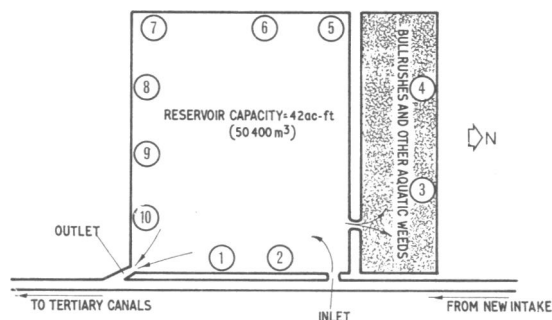 7
6
5
8
RESERVOIR CAPACITY=42ac-ft
(50 400 m³)
BULLRUSHES AND OTHER AQUATIC WEEDS
4
N
9
3
10
OUTLET
1
2
TO TERTIARY CANALS
INLET
FROM NEW INTAKE